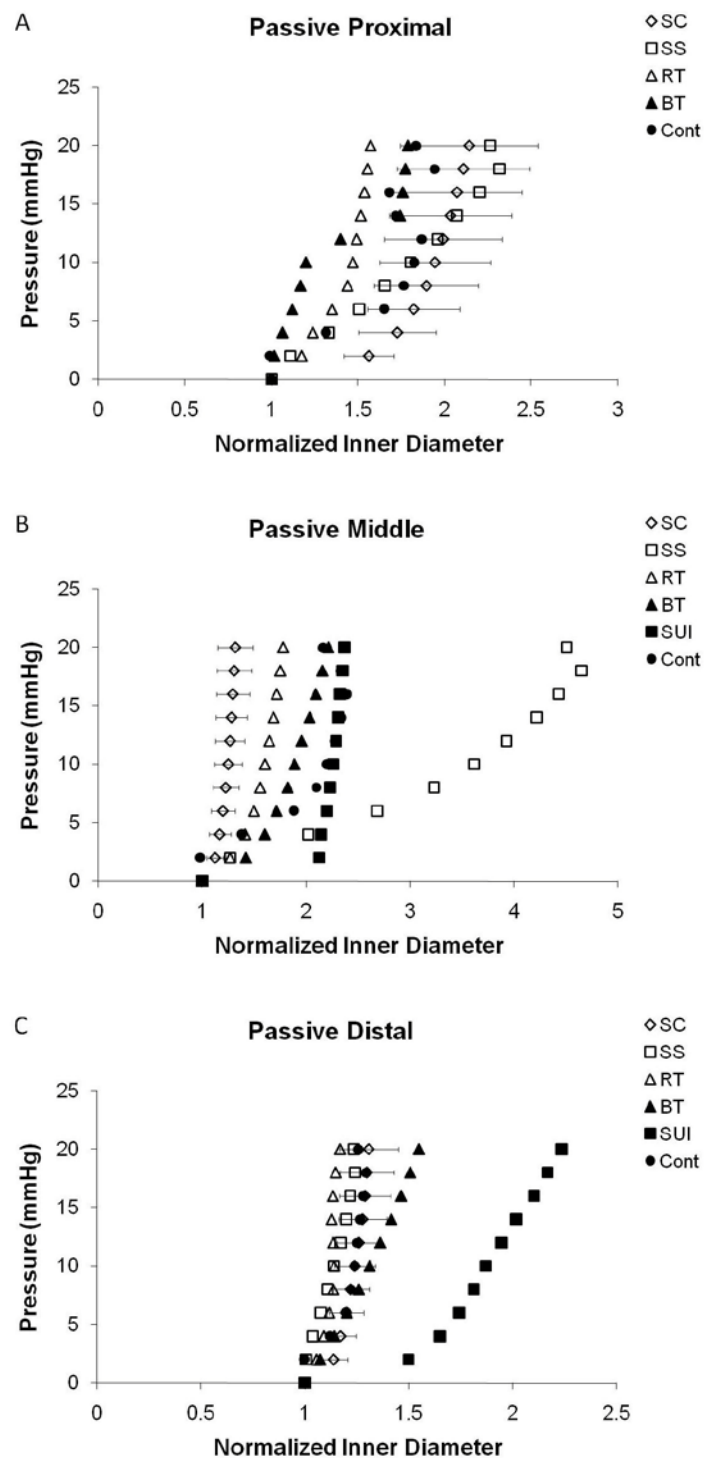 A
Passive Proximal
SC
SS
RT
BT
Cont
Pressure (mmHg)
25
20
15
10
5
0
0 0.5 1 1.5 2 2.5 3
Normalized Inner Diameter
B
Passive Middle
SC
SS
RT
BT
SUI
Cont
Pressure (mmHg)
25
20
15
10
5
0
0 1 2 3 4 5
Normalized Inner Diameter
C
Passive Distal
SC
SS
RT
BT
SUI
Cont
Pressure (mmHg)
25
20
15
10
5
0
0 0.5 1 1.5 2 2.5
Normalized Inner Diameter